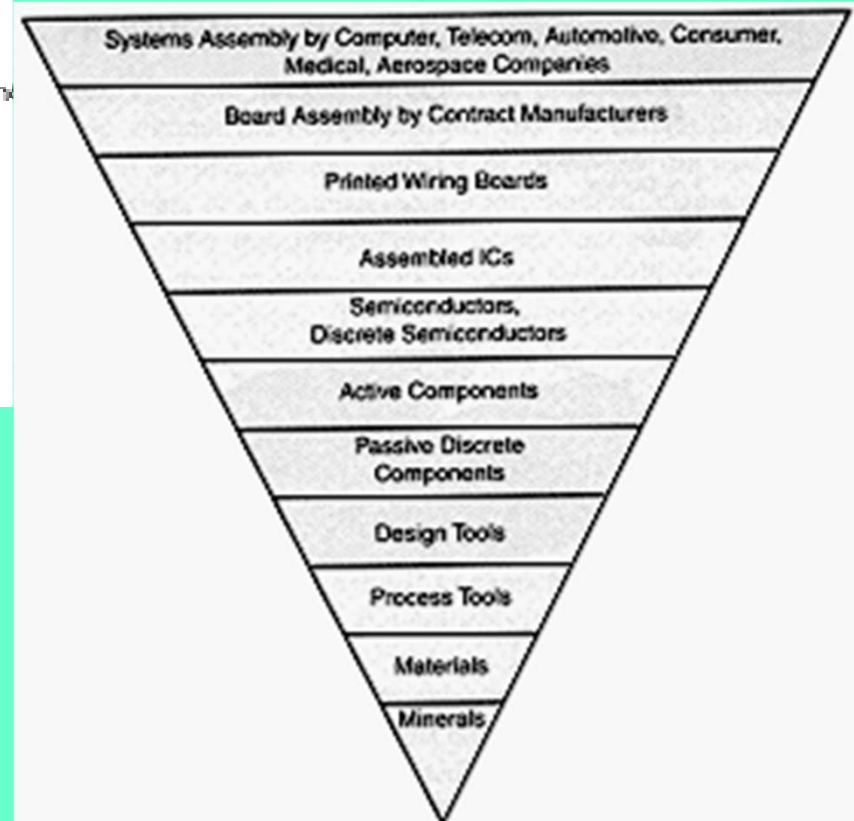 Systems Assembly by Computer, Telecom, Automotive, Consumer,
Medical, Aerospace Companies
Board Assembly by Contract Manufacturers
Printed Wiring Boards
Assembled ICs
Semiconductors,
Discrete Semiconductors
Active Components
Passive Discrete
Components
Design Tools
Process Tools
Materials
Minerals